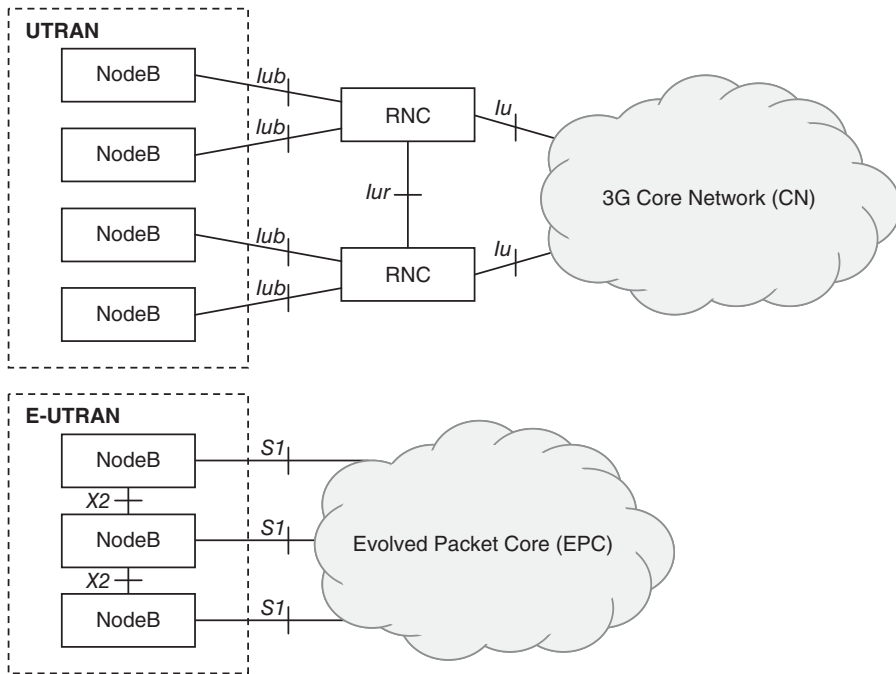 UTRAN
NodeB
Iub
RNC
Iu
NodeB
Iub
Iur
3G Core Network (CN)
NodeB
Iub
RNC
Iu
NodeB
Iub
E-UTRAN
NodeB
S1
X2
NodeB
S1
Evolved Packet Core (EPC)
X2
NodeB
S1